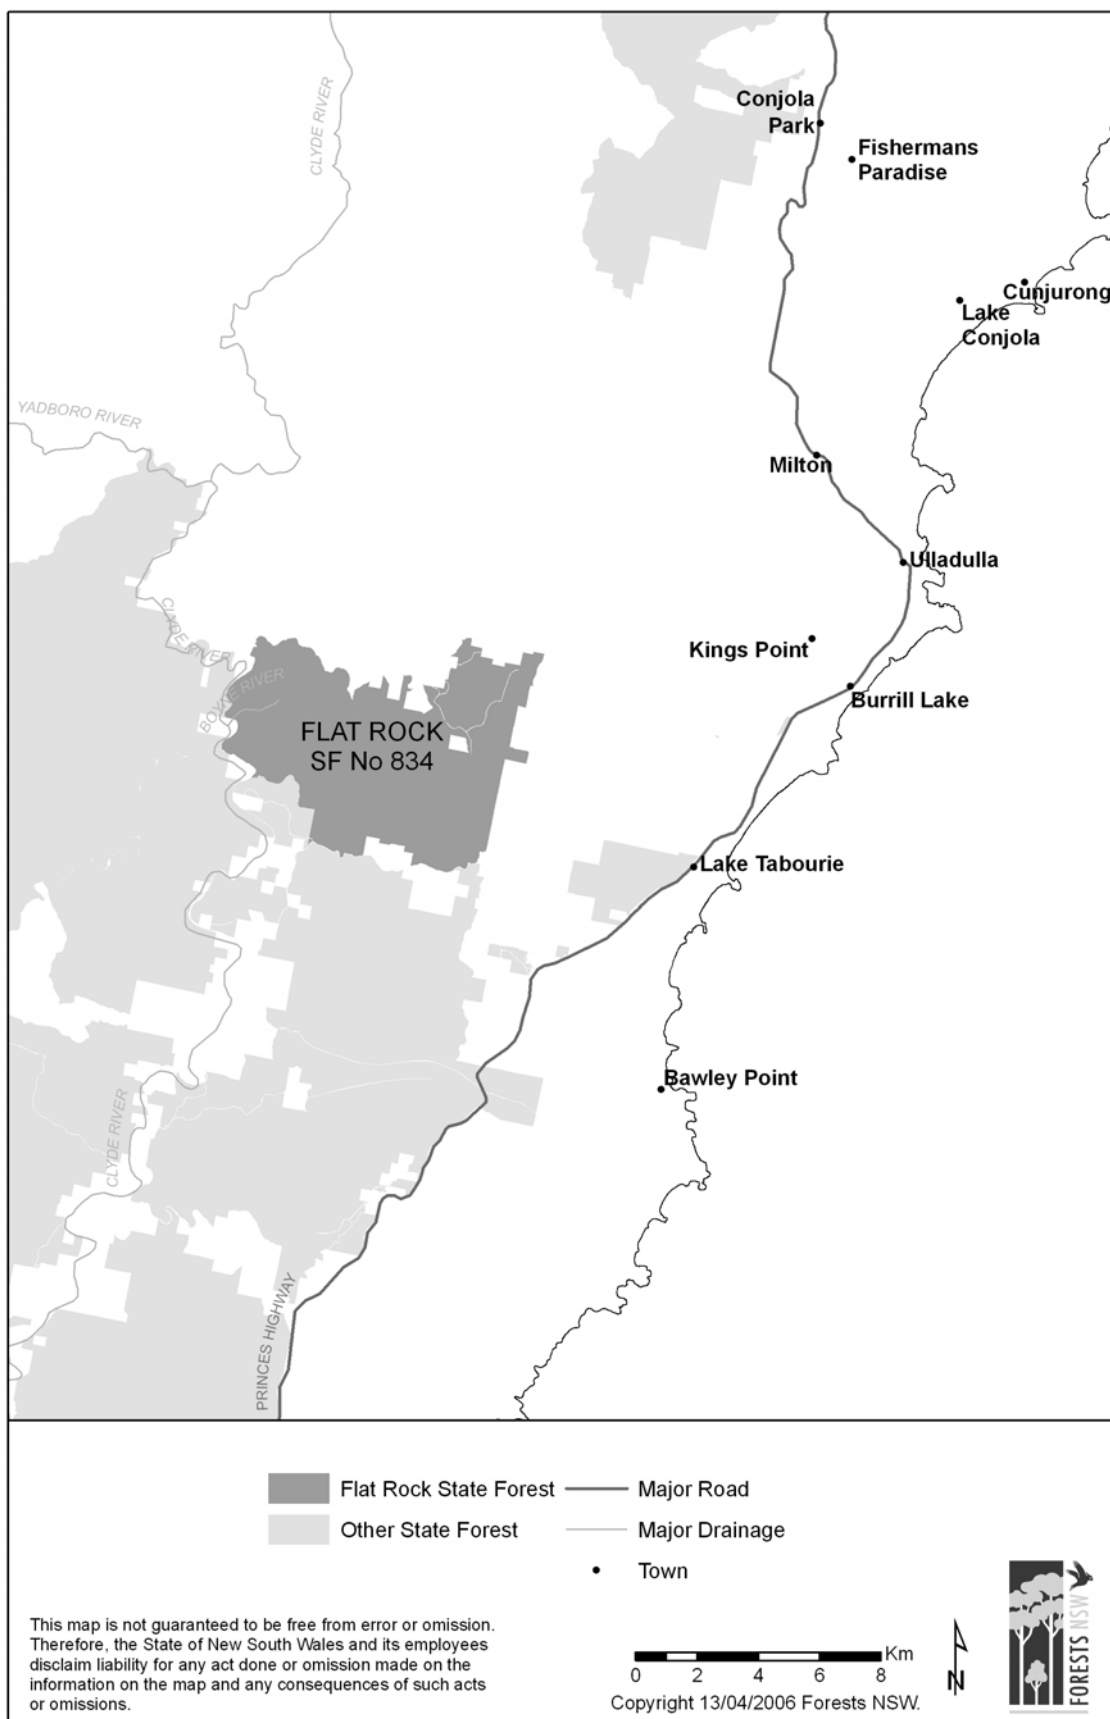 CLYDE RIVER
Conjola
Park
Fishermans
Paradise
Cunjurong
Lake
Conjola
YADBORO RIVER
Milton
Ulladulla
CLYDE RIVER
Kings Point
BOYNE RIVER
Burrill Lake
FLAT ROCK
SF No 834
Lake Tabourie
Bawley Point
CLYDE RIVER
PRINCES HIGHWAY
Flat Rock State Forest
Major Road
Other State Forest
Major Drainage
Town
This map is not guaranteed to be free from error or omission.
Therefore, the State of New South Wales and its employees
disclaim liability for any act done or omission made on the
information on the map and any consequences of such acts
or omissions.
Km
0 2 4 6 8
Copyright 13/04/2006 Forests NSW.
N
FORESTS NSW